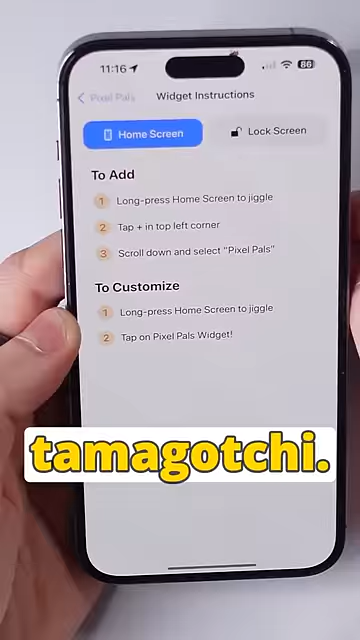 11:16
86
Pixel Pals
Widget Instructions
Home Screen
Lock Screen
To Add
1 Long-press Home Screen to jiggle
2 Tap + in top left corner
3 Scroll down and select "Pixel Pals"
To Customize
1 Long-press Home Screen to jiggle
2 Tap on Pixel Pals Widget!
tamagotchi.